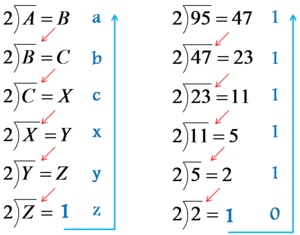 2)A = B a 2)95 = 47 1
2)B = C b 2)47 = 23 1
2)C = X c 2)23 = 11 1
2)X = Y x 2)11 = 5 1
2)Y = Z y 2)5 = 2 1
2)Z = 1 z 2)2 = 1 0